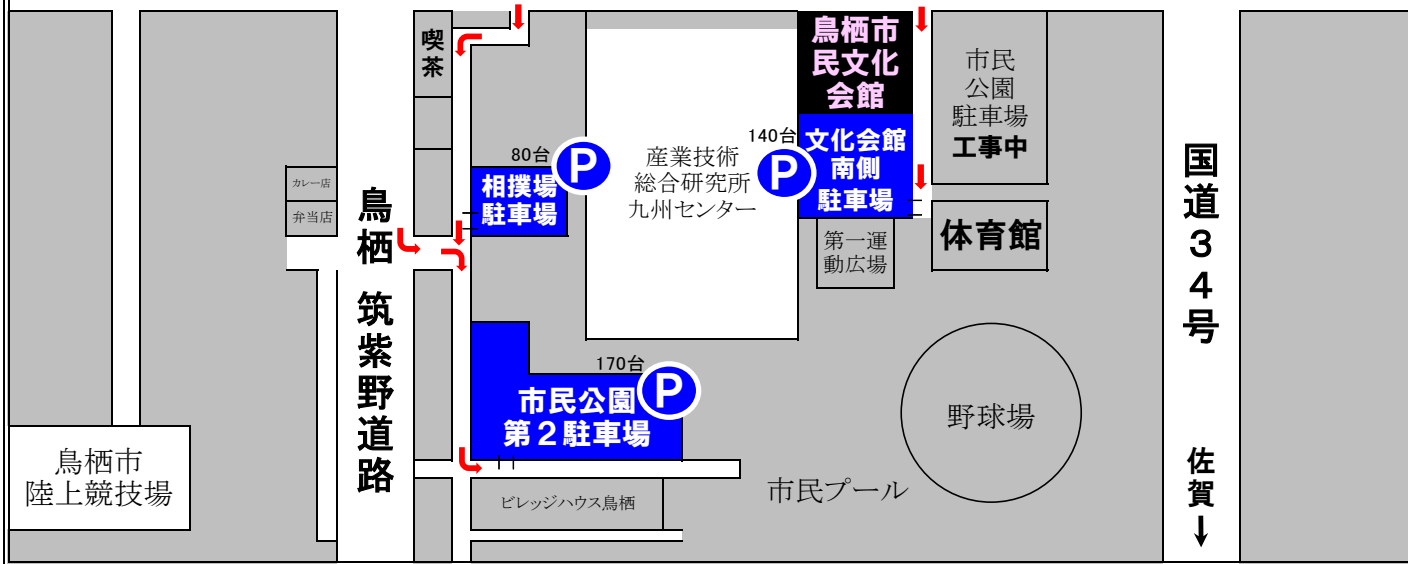 喫
茶
鳥栖市
民文化
会館
市民
公園
駐車場
工事中
140台
文化会館
南側
駐車場
P
80台
P
相撲場
駐車場
産業技術
総合研究所
九州センター
カレー店
弁当店
鳥栖 筑紫野道路
第一運
動広場
体育館
国道34号
170台
P
市民公園
第2駐車場
野球場
鳥栖市
陸上競技場
ビレッジハウス鳥栖
市民プール
佐賀